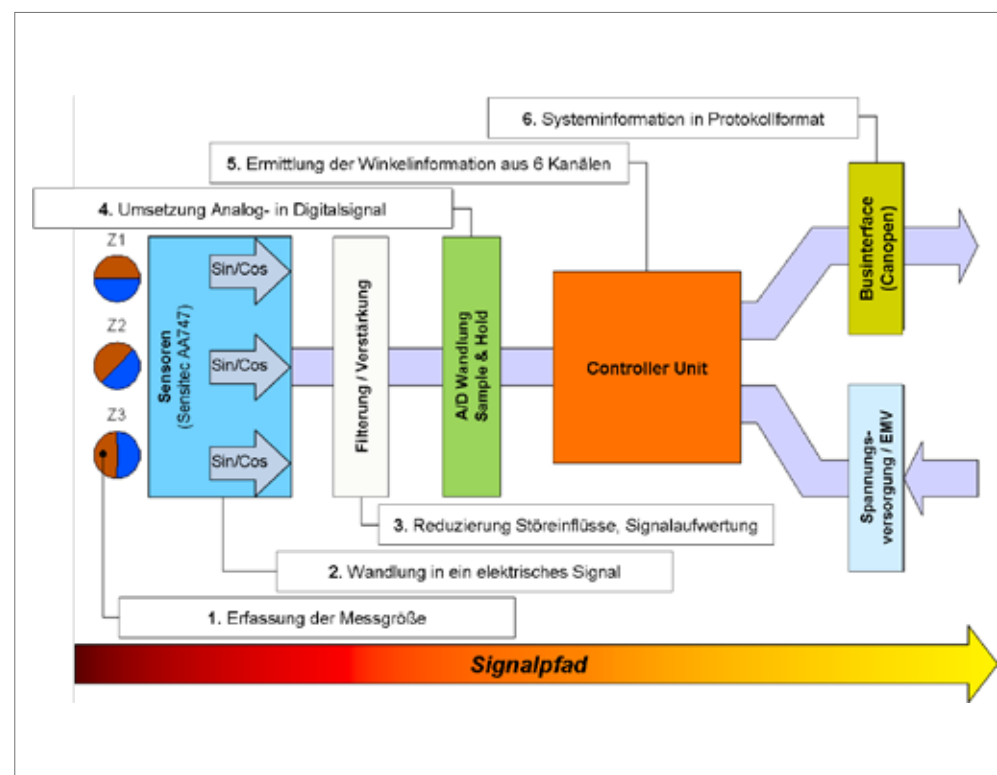 6. Systeminformation in Protokollformat
5. Ermittlung der Winkelinformation aus 6 Kanälen
4. Umsetzung Analog- in Digitalsignal
Z1
Z2
Z3
Sensoren
(Sensitec AA747)
Sin/Cos
Sin/Cos
Sin/Cos
Filterung / Verstärkung
A/D Wandlung
Sample & Hold
Controller Unit
Businterface
(Canopen)
Spannungs-
versorgung / EMV
3. Reduzierung Störeinflüsse, Signalaufwertung
2. Wandlung in ein elektrisches Signal
1. Erfassung der Messgröße
Signalpfad